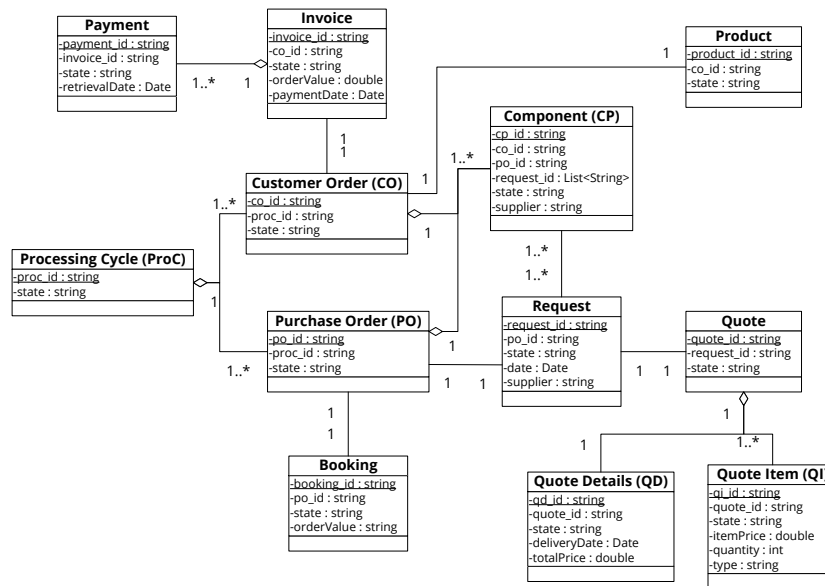 Payment
-payment_id : string
-invoice_id : string
-state : string
-retrievalDate : Date
1..*
1
Invoice
-invoice_id : string
-co_id : string
-state : string
-orderValue : double
-paymentDate : Date
1
1
Product
-product_id : string
-co_id : string
-state : string
1
1
Component (CP)
-cp_id : string
-co_id : string
-po_id : string
-request_id : List<String>
-state : string
-supplier : string
1..*
1..*
1..*
Customer Order (CO)
-co_id : string
-proc_id : string
-state : string
1..*
1
Processing Cycle (ProC)
-proc_id : string
-state : string
1
1..*
Purchase Order (PO)
-po_id : string
-proc_id : string
-state : string
1
1
1
Request
-request_id : string
-po_id : string
-state : string
-date : Date
-supplier : string
1
1
Quote
-quote_id : string
-request_id : string
-state : string
1
1
1..*
1
1
Booking
-booking_id : string
-po_id : string
-state : string
-orderValue : string
Quote Details (QD)
-qd_id : string
-quote_id : string
-state : string
-deliveryDate : Date
-totalPrice : double
Quote Item (QI)
-qi_id : string
-quote_id : string
-state : string
-itemPrice : double
-quantity : int
-type : string